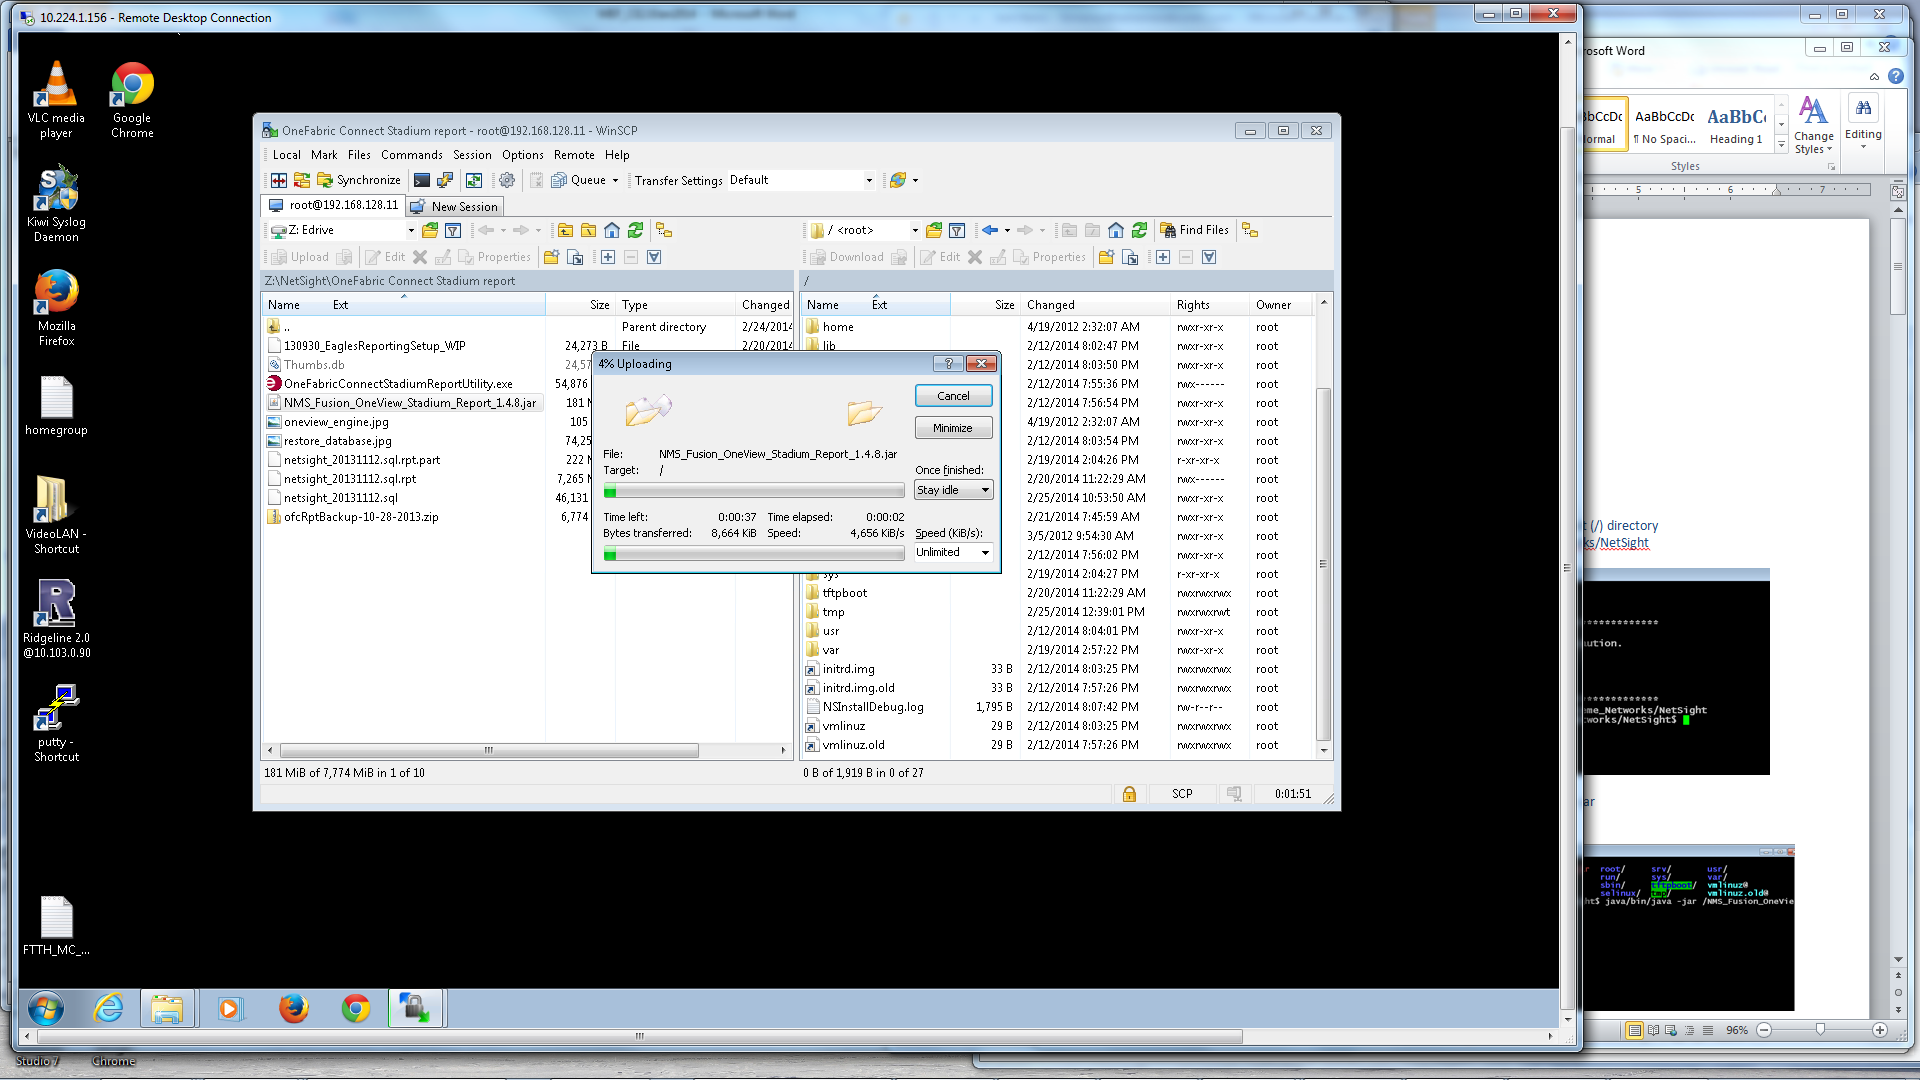 10.224.1.156 - Remote Desktop Connection
VLC media player
Google Chrome
Kiwi Syslog Daemon
Mozilla Firefox
homegroup
VideoLAN - Shortcut
Ridgeline 2.0 @10.103.0.90
putty - Shortcut
FTTH_MC_...
OneFabric Connect Stadium report - root@192.168.128.11 - WinSCP
Local Mark Files Commands Session Options Remote Help
Synchronize Queue Transfer Settings Default
root@192.168.128.11 New Session
Z: Edrive
/ <root> Find Files
Upload Edit Properties
Download Edit Properties
Z:\NetSight\OneFabric Connect Stadium report
/
Name Ext Size Type Changed
.. Parent directory 2/24/2014
130930_EaglesReportingSetup_WIP 24,273 B File 2/20/2014
Thumbs.db 24,57
OneFabricConnectStadiumReportUtility.exe 54,876
NMS_Fusion_OneView_Stadium_Report_1.4.8.jar 181 M
oneview_engine.jpg 105
restore_database.jpg 74,25
netsight_20131112.sql.rpt.part 222 M
netsight_20131112.sql.rpt 7,265 M
netsight_20131112.sql 46,131
ofcRptBackup-10-28-2013.zip 6,774
Name Ext Size Changed Rights Owner
home 4/19/2012 2:32:07 AM rwxr-xr-x root
lib 2/12/2014 8:02:47 PM rwxr-xr-x root
2/12/2014 8:03:50 PM rwxr-xr-x root
2/12/2014 7:55:36 PM rwx------ root
2/12/2014 7:56:54 PM rwxr-xr-x root
4/19/2012 2:32:07 AM rwxr-xr-x root
2/12/2014 8:03:54 PM rwxr-xr-x root
2/19/2014 2:04:26 PM r-xr-xr-x root
2/20/2014 11:22:29 AM rwx------ root
2/25/2014 10:53:50 AM rwxr-xr-x root
2/21/2014 7:45:59 AM rwxr-xr-x root
3/5/2012 9:54:30 AM rwxr-xr-x root
2/12/2014 7:56:02 PM rwxr-xr-x root
sys 2/19/2014 2:04:27 PM r-xr-xr-x root
tftpboot 2/20/2014 11:22:29 AM rwxrwxrwx root
tmp 2/25/2014 12:39:01 PM rwxrwxrwt root
usr 2/12/2014 8:04:01 PM rwxr-xr-x root
var 2/19/2014 2:57:22 PM rwxr-xr-x root
initrd.img 33 B 2/12/2014 8:03:25 PM rwxrwxrwx root
initrd.img.old 33 B 2/12/2014 7:57:26 PM rwxrwxrwx root
NSInstallDebug.log 1,795 B 2/12/2014 8:07:42 PM rw-r--r-- root
vmlinuz 29 B 2/12/2014 8:03:25 PM rwxrwxrwx root
vmlinuz.old 29 B 2/12/2014 7:57:26 PM rwxrwxrwx root
181 MiB of 7,774 MiB in 1 of 10
0 B of 1,919 B in 0 of 27
SCP 0:01:51
4% Uploading
Cancel
Minimize
File: NMS_Fusion_OneView_Stadium_Report_1.4.8.jar
Target: /
Once finished:
Stay idle
Time left: 0:00:37 Time elapsed: 0:00:02
Bytes transferred: 8,664 KiB Speed: 4,656 KiB/s
Speed (KiB/s):
Unlimited
rosoft Word
AaBbCcDc AaBbC
ormal ¶ No Spaci... Heading 1
Change Styles
Editing
Styles
5 6 7
t (/) directory
ks/NetSight
**************
ution.
**************
eme_Networks/NetSight
tworks/NetSight$
ar
r root/ srv/ usr/
run/ sys/ var/
sbin/ tftpboot/ vmlinuz@
selinux/ tmp/ vmlinuz.old@
ght$ java/bin/java -jar /NMS_Fusion_OneVie
96%
Studio 7
Chrome